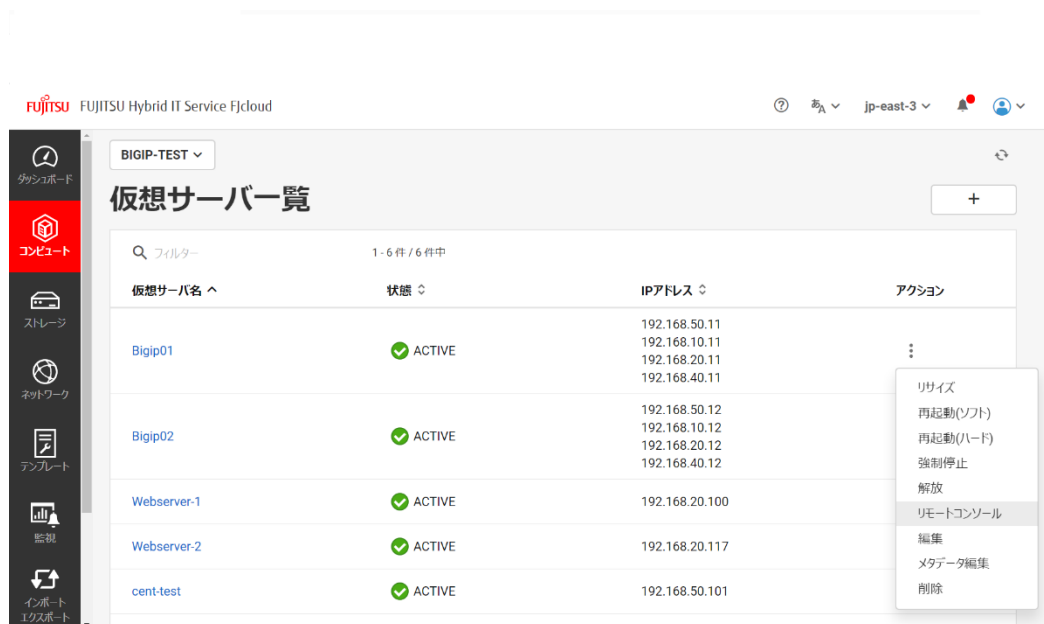 FUJITSU FUJITSU Hybrid IT Service FJcloud
? あA jp-east-3
ダッシュボード
コンピュート
ストレージ
ネットワーク
テンプレート
監視
インポート
エクスポート
BIGIP-TEST
仮想サーバ一覧
+
フィルター 1 - 6 件 / 6 件中
仮想サーバ名 状態 IPアドレス アクション
Bigip01 ACTIVE
192.168.50.11
192.168.10.11
192.168.20.11
192.168.40.11
Bigip02 ACTIVE
192.168.50.12
192.168.10.12
192.168.20.12
192.168.40.12
Webserver-1 ACTIVE 192.168.20.100
Webserver-2 ACTIVE 192.168.20.117
cent-test ACTIVE 192.168.50.101
リサイズ
再起動(ソフト)
再起動(ハード)
強制停止
解放
リモートコンソール
編集
メタデータ編集
削除